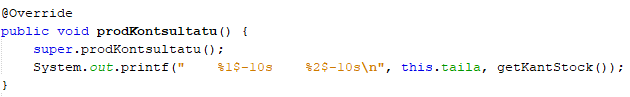 @Override
public void prodKontsultatu() {
    super.prodKontsultatu();
    System.out.printf("    %1$-10s    %2$-10s\n", this.taila, getKantStock());
}